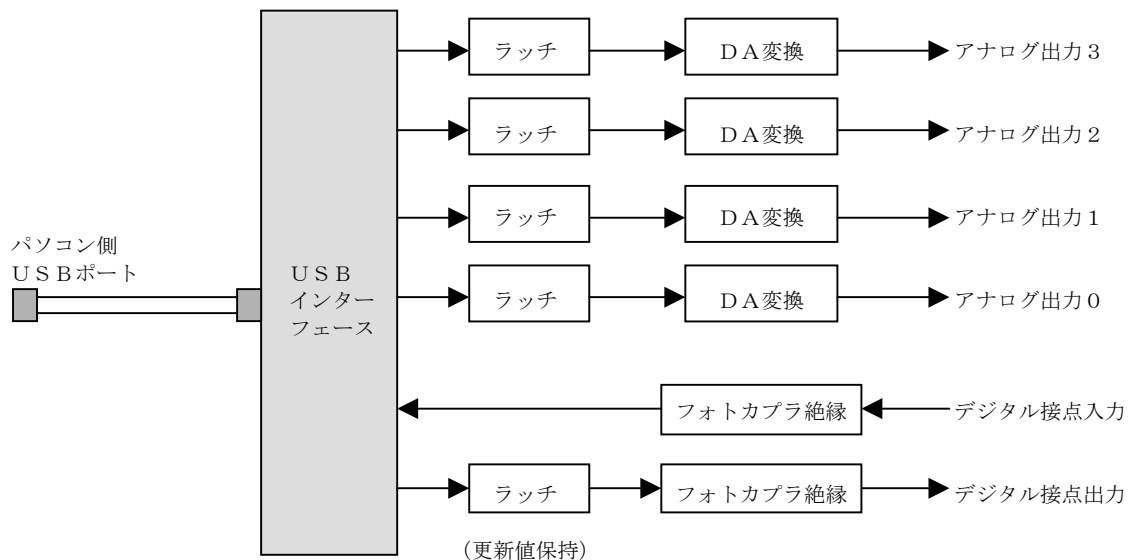 ラッチ
ＤＡ変換
アナログ出力３
ラッチ
ＤＡ変換
アナログ出力２
ラッチ
ＤＡ変換
アナログ出力１
パソコン側
ＵＳＢポート
ＵＳＢ
インター
フェース
ラッチ
ＤＡ変換
アナログ出力０
フォトカプラ絶縁
デジタル接点入力
ラッチ
フォトカプラ絶縁
デジタル接点出力
（更新値保持）